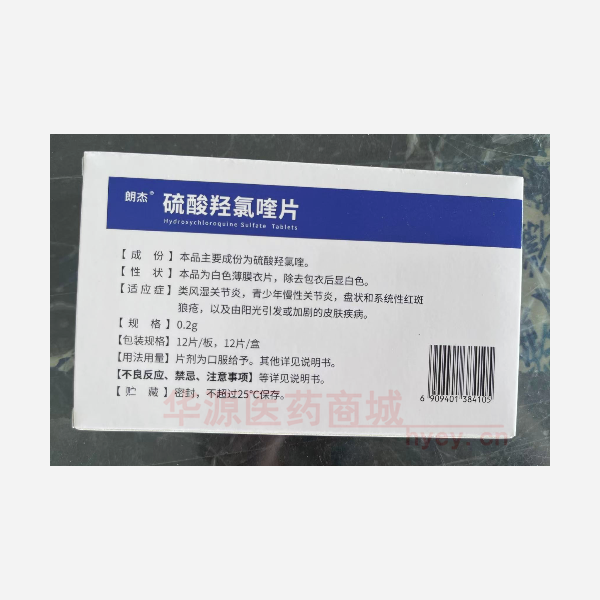 朗杰® 硫酸羟氯喹片
Hydroxychloroquine Sulfate Tablets
【成 份】本品主要成份为硫酸羟氯喹。
【性 状】本品为白色薄膜衣片，除去包衣后显白色。
【适应症】类风湿关节炎，青少年慢性关节炎，盘状和系统性红斑
狼疮，以及由阳光引发或加剧的皮肤疾病。
【规 格】0.2g
【包装规格】12片/板，12片/盒
【用法用量】片剂为口服给予。其他详见说明书。
【不良反应、禁忌、注意事项】等详见说明书。
【贮 藏】密封，不超过25℃保存。
6 909401 384105
华源医药商城
hyey.cn